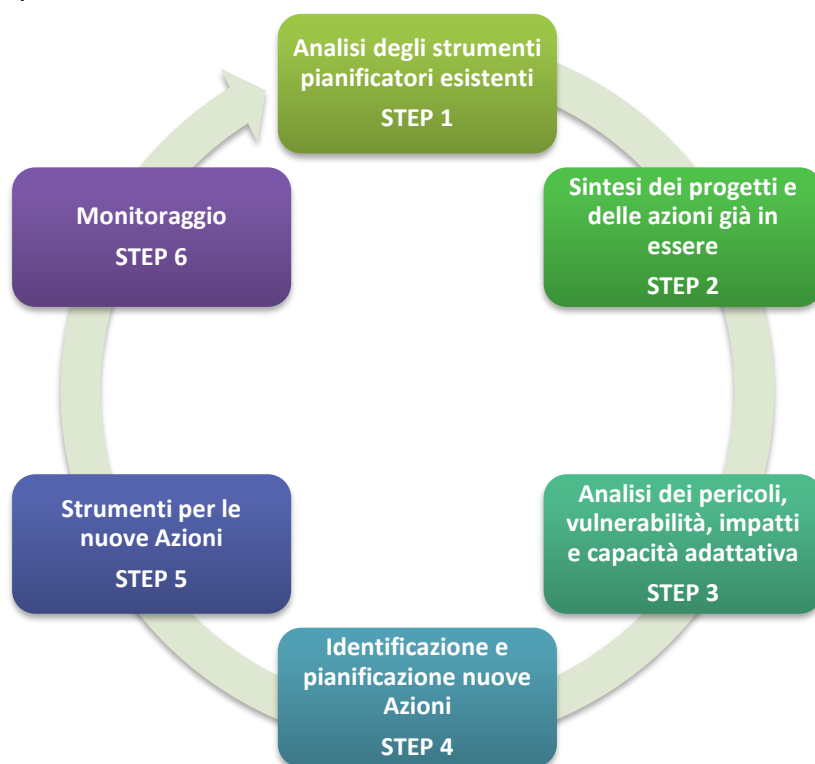 Analisi degli strumenti
pianificatori esistenti
STEP 1
Sintesi dei progetti e
delle azioni già in
essere
STEP 2
Analisi dei pericoli,
vulnerabilità, impatti
e capacità adattativa
STEP 3
Identificazione e
pianificazione nuove
Azioni
STEP 4
Strumenti per le
nuove Azioni
STEP 5
Monitoraggio
STEP 6